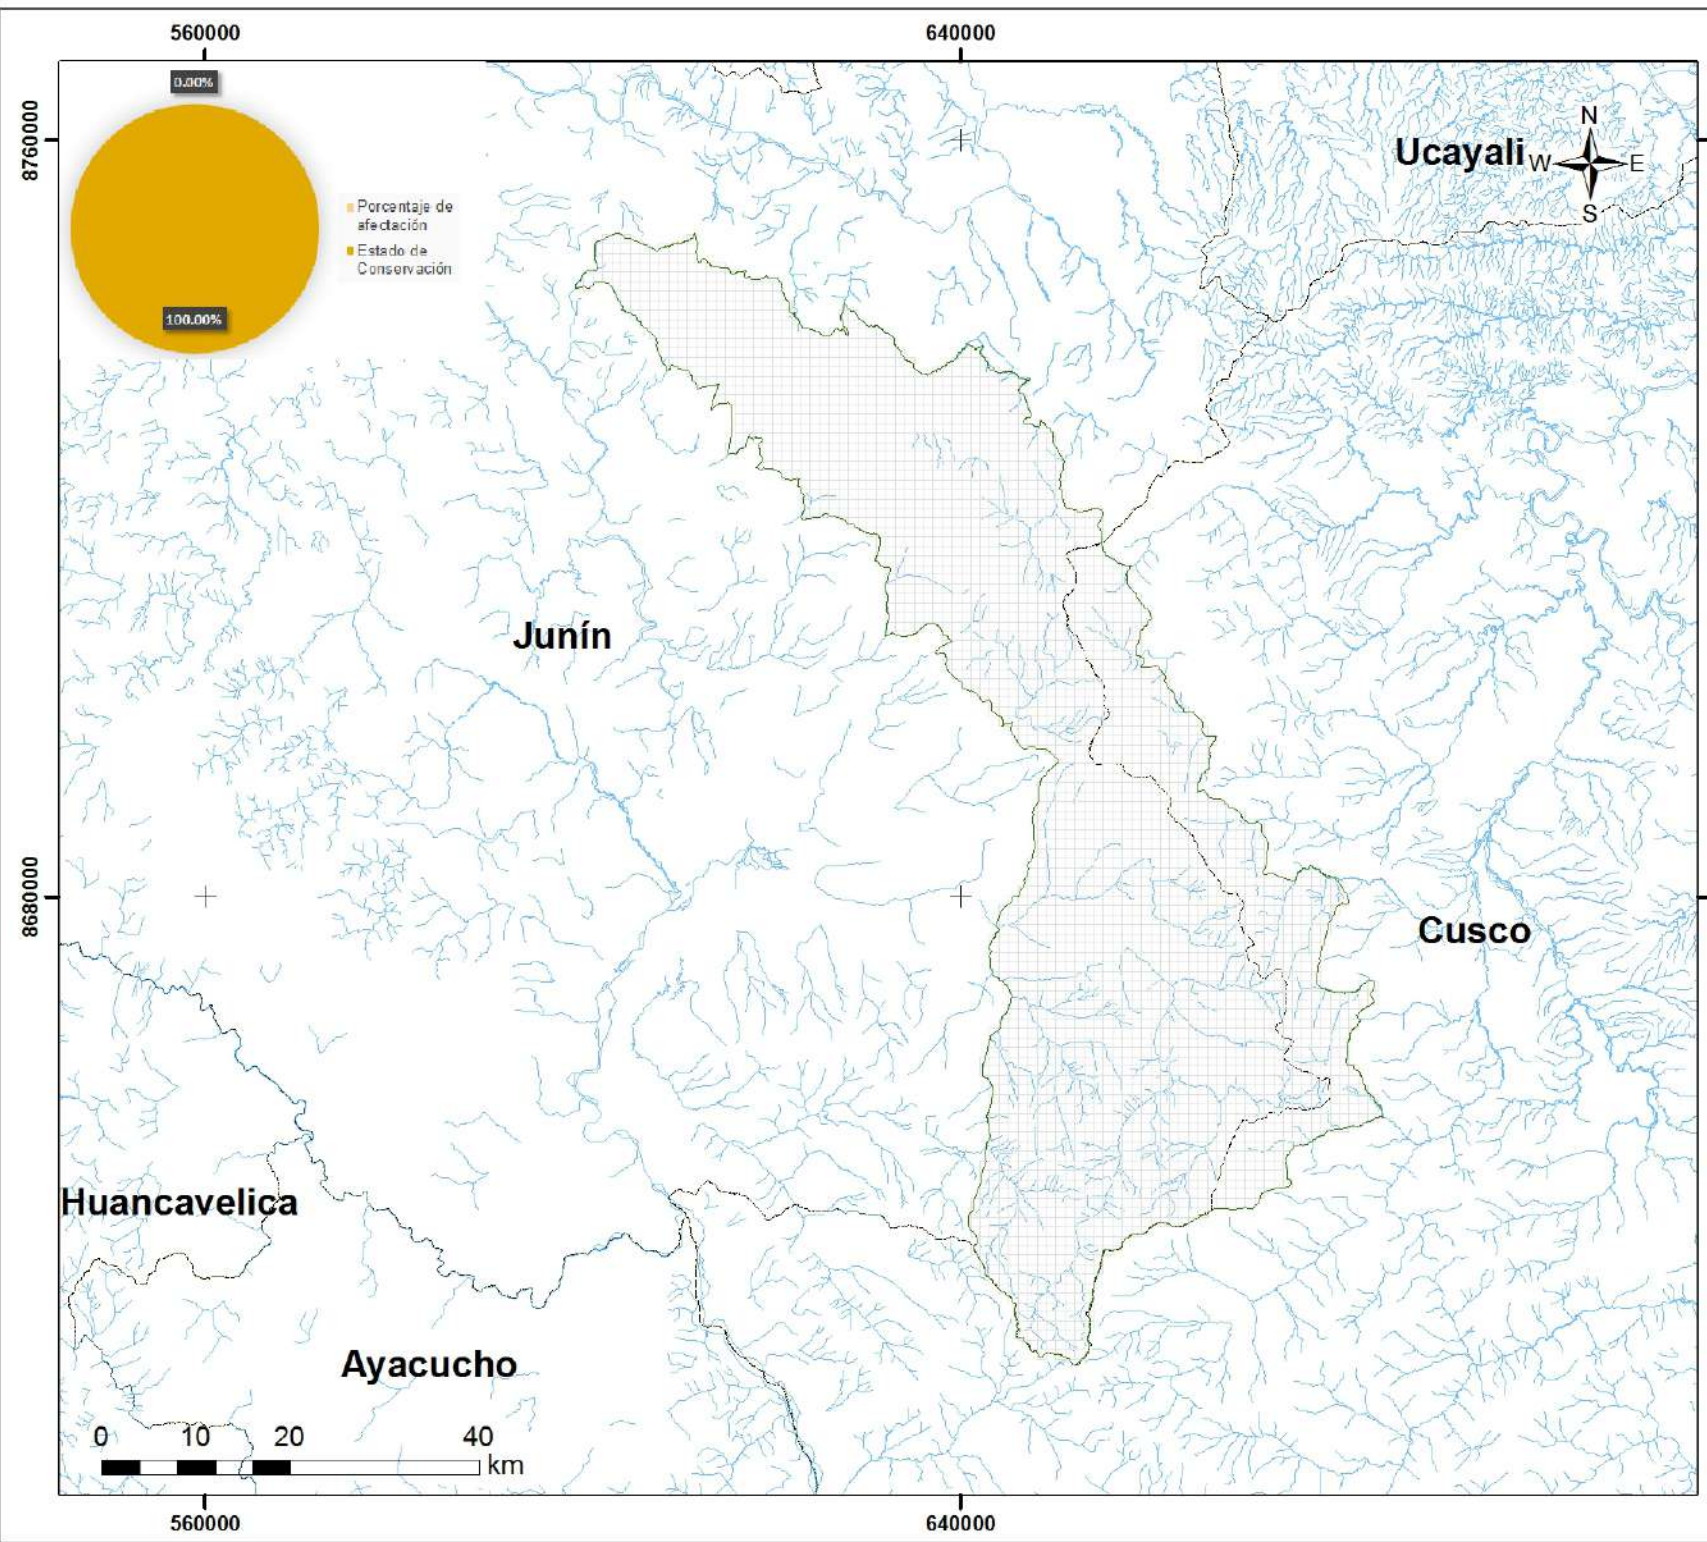 560000
640000
8760000
0.00%
N
Ucayali W E
S
Porcentaje de
afectación
Estado de
Conservación
100.00%
Junín
8680000
Cusco
Huancavelica
Ayacucho
0 10 20 40
km
560000
640000